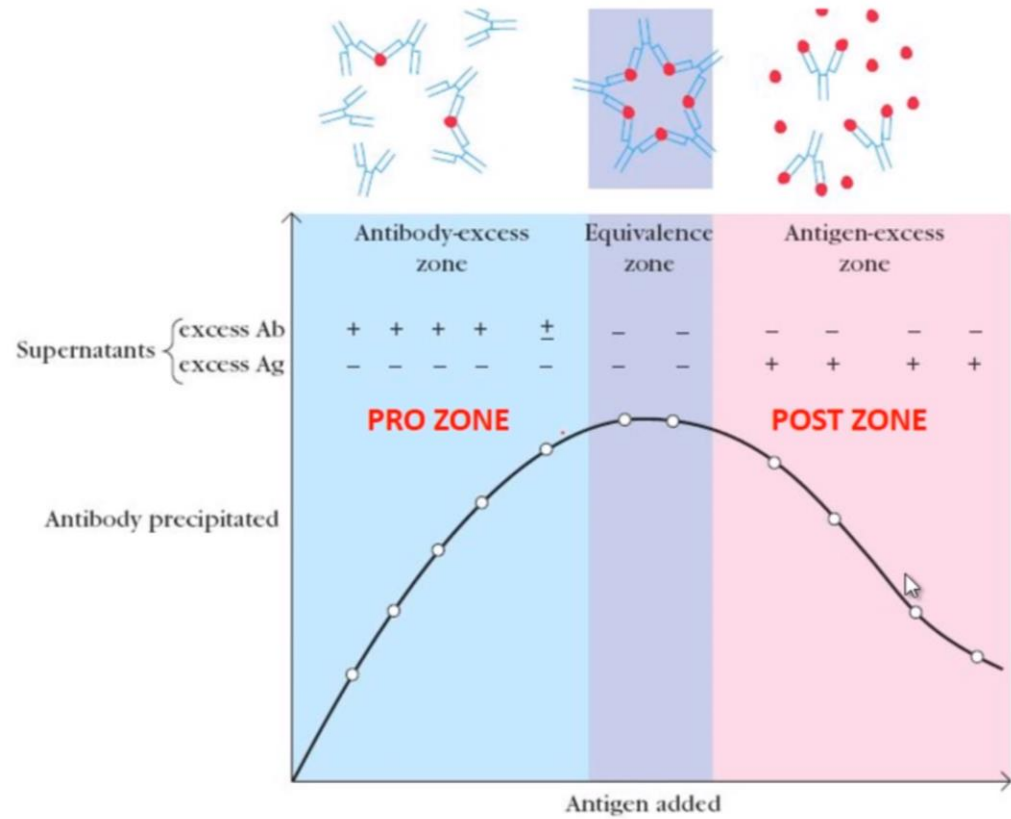 Antibody-excess zone
Equivalence zone
Antigen-excess zone
Supernatants
excess Ab + + + + ± – – – – – –
excess Ag – – – – – – – + + + +
PRO ZONE
POST ZONE
Antibody precipitated
Antigen added